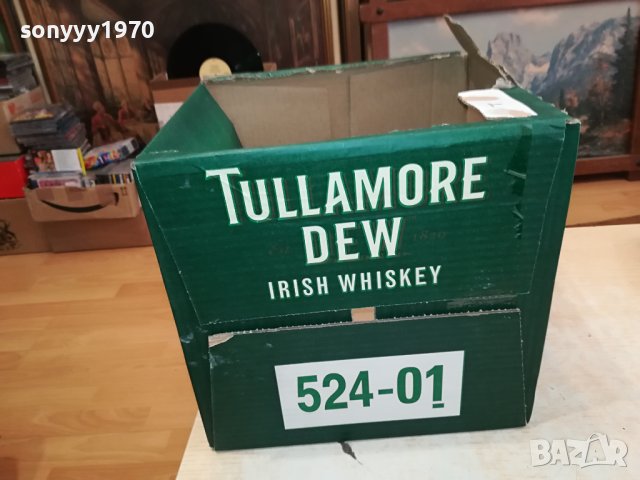 sonyyy1970
TULLAMORE
DEW
IRISH WHISKEY
524-01
BAZAR